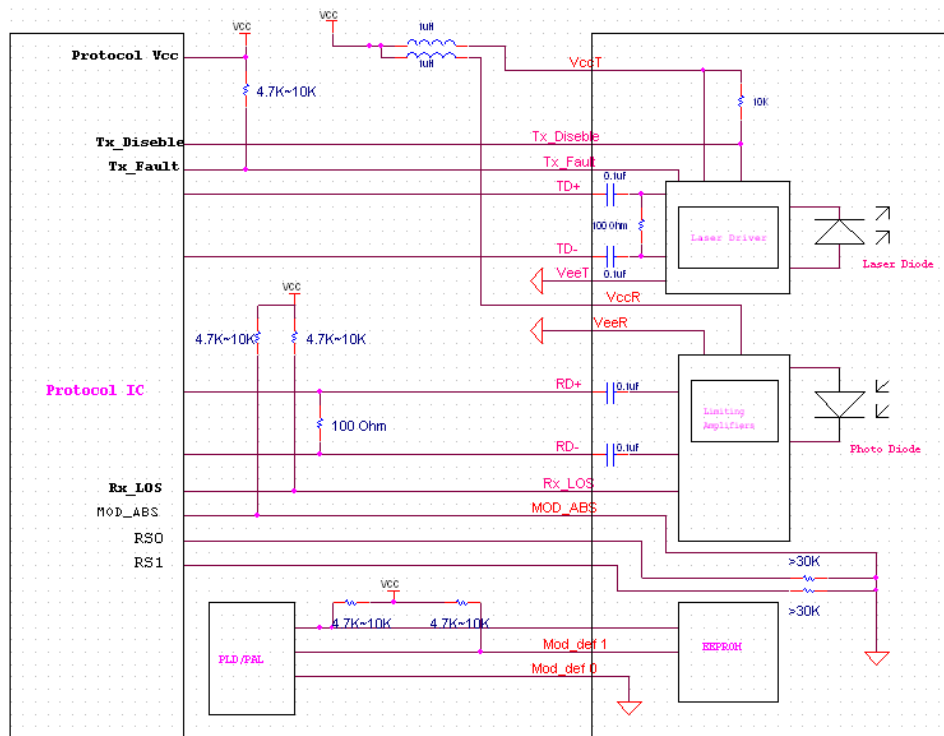 VCC
VCC
1uH
1uH
Protocol Vcc
VccT
4.7K~10K
10K
Tx_Diseble
Tx_Diseble
Tx_Fault
Tx_Fault
TD+
0.1uF
100 Ohm
Laser Driver
TD-
0.1uF
Laser Diode
VeeT
VCC
VccR
VeeR
4.7K~10K
4.7K~10K
Protocol IC
RD+
0.1uF
Limiting
Amplifiers
100 Ohm
RD-
0.1uF
Photo Diode
Rx_LOS
Rx_LOS
MOD_ABS
MOD_ABS
RS0
RS1
>30K
>30K
VCC
4.7K~10K
4.7K~10K
Mod_def 1
EEPROM
PLD/PAL
Mod_def 0